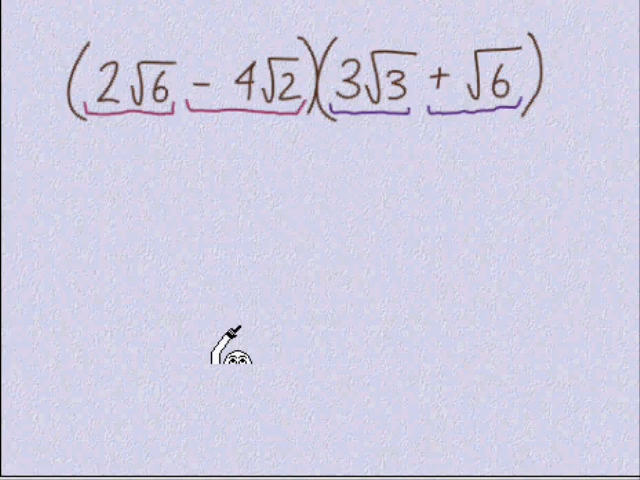 (2√6 - 4√2)(3√3 + √6)